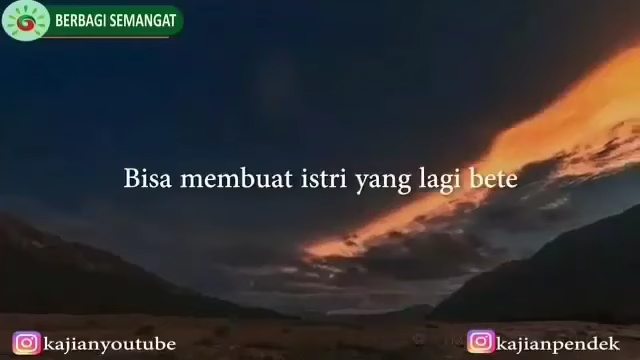 BERBAGI SEMANGAT
Bisa membuat istri yang lagi bete
kajianyoutube
kajianpendek